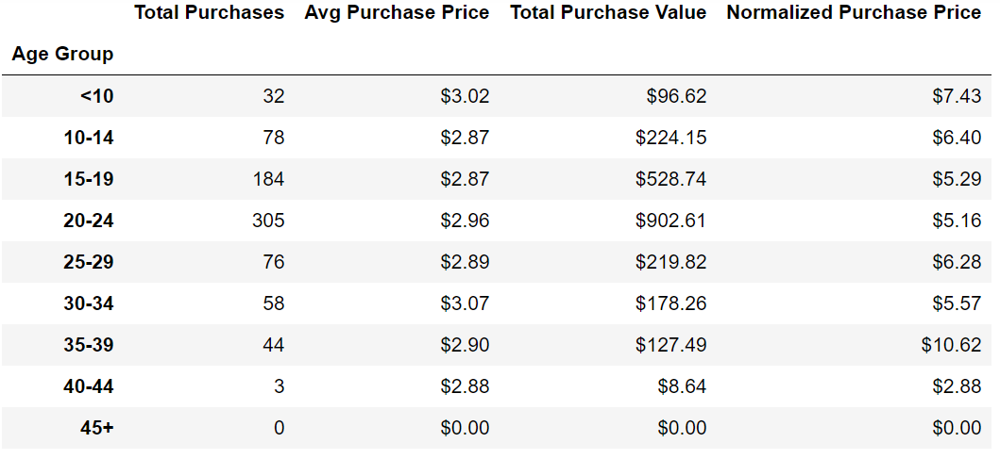 Total Purchases Avg Purchase Price Total Purchase Value Normalized Purchase Price
Age Group
<10 32 $3.02 $96.62 $7.43
10-14 78 $2.87 $224.15 $6.40
15-19 184 $2.87 $528.74 $5.29
20-24 305 $2.96 $902.61 $5.16
25-29 76 $2.89 $219.82 $6.28
30-34 58 $3.07 $178.26 $5.57
35-39 44 $2.90 $127.49 $10.62
40-44 3 $2.88 $8.64 $2.88
45+ 0 $0.00 $0.00 $0.00